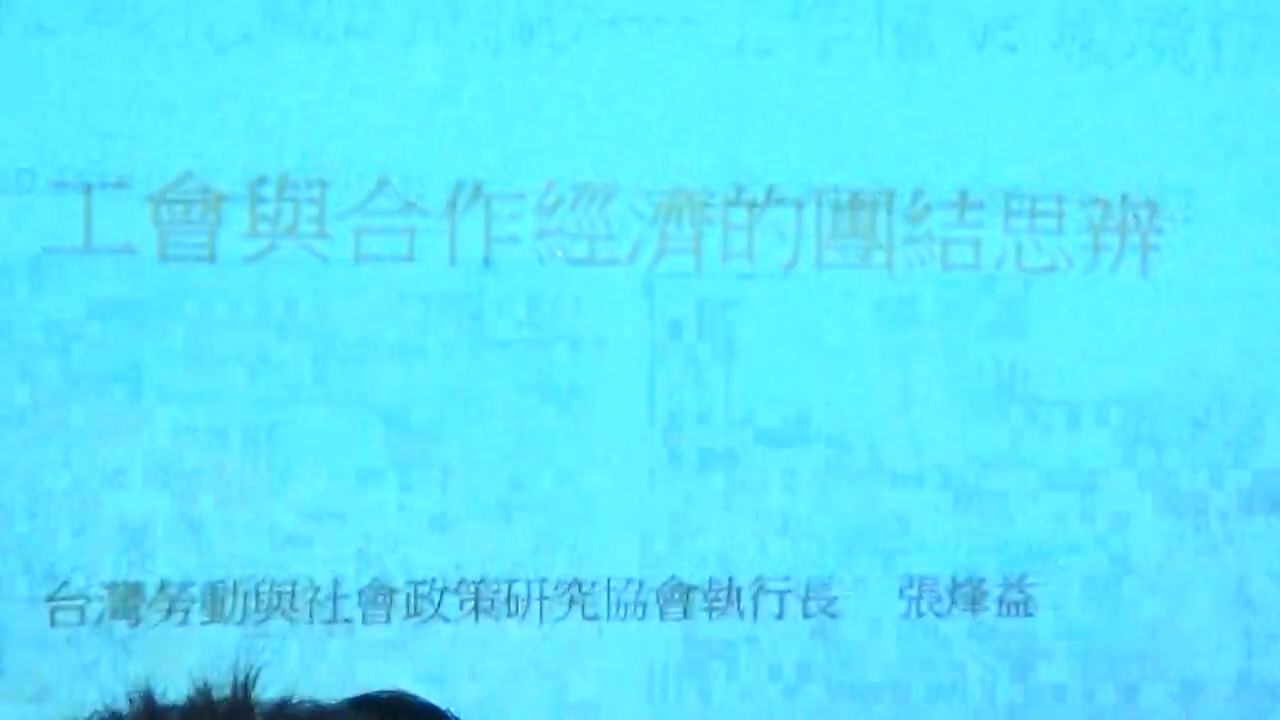 工會與合作經濟的團結思辨
台灣勞動與社會政策研究協會執行長 張烽益